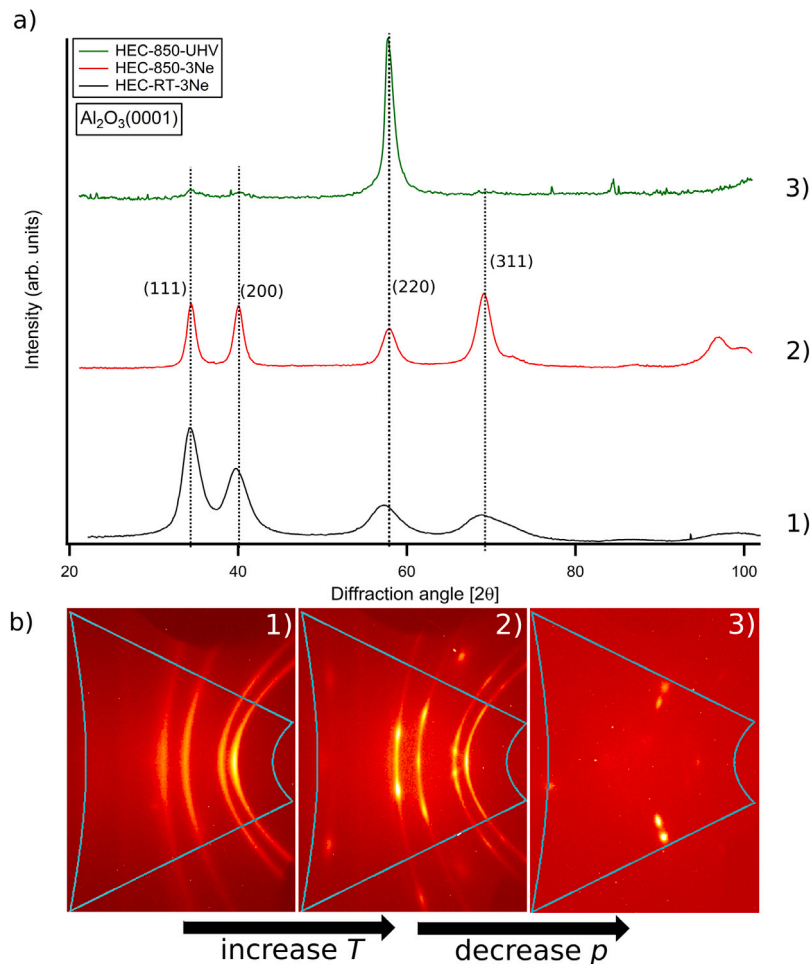 a)
HEC-850-UHV
HEC-850-3Ne
HEC-RT-3Ne
Al₂O₃(0001)
3)
(111)
(200)
(220)
(311)
2)
1)
Intensity (arb. units)
20 40 60 80 100
Diffraction angle [2θ]
b)
1) 2) 3)
increase T decrease p